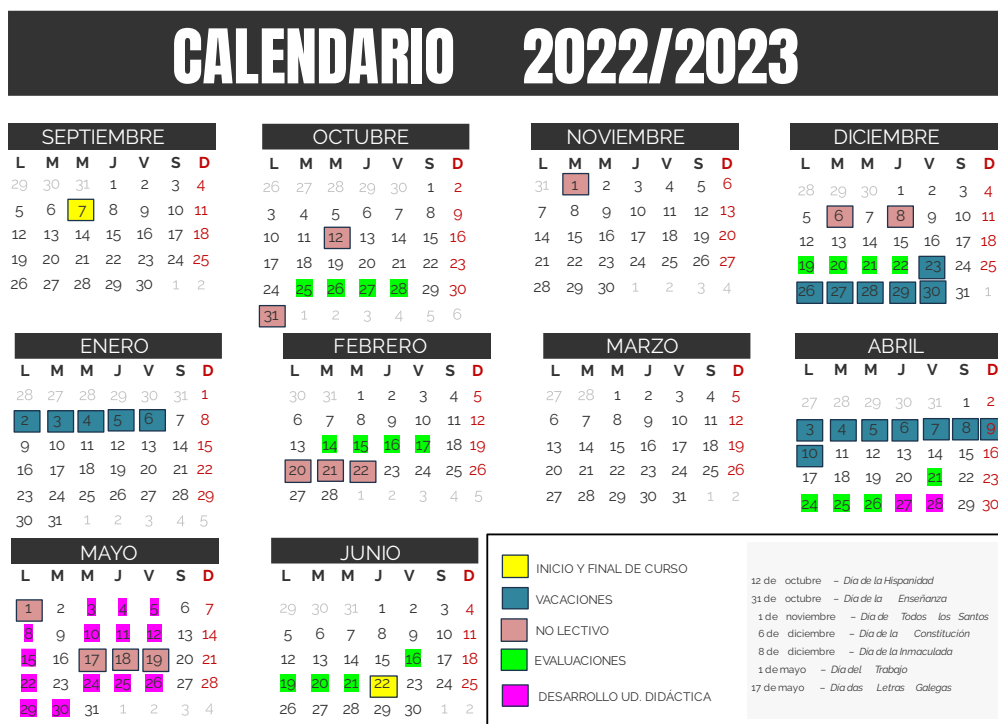 CALENDARIO 2022/2023
SEPTIEMBRE
L M M J V S D
29 30 31 1 2 3 4
5 6 7 8 9 10 11
12 13 14 15 16 17 18
19 20 21 22 23 24 25
26 27 28 29 30 1 2
OCTUBRE
L M M J V S D
26 27 28 29 30 1 2
3 4 5 6 7 8 9
10 11 12 13 14 15 16
17 18 19 20 21 22 23
24 25 26 27 28 29 30
31 1 2 3 4 5 6
NOVIEMBRE
L M M J V S D
31 1 2 3 4 5 6
7 8 9 10 11 12 13
14 15 16 17 18 19 20
21 22 23 24 25 26 27
28 29 30 1 2 3 4
DICIEMBRE
L M M J V S D
28 29 30 1 2 3 4
5 6 7 8 9 10 11
12 13 14 15 16 17 18
19 20 21 22 23 24 25
26 27 28 29 30 31 1
ENERO
L M M J V S D
28 27 28 29 30 31 1
2 3 4 5 6 7 8
9 10 11 12 13 14 15
16 17 18 19 20 21 22
23 24 25 26 27 28 29
30 31 1 2 3 4 5
FEBRERO
L M M J V S D
30 31 1 2 3 4 5
6 7 8 9 10 11 12
13 14 15 16 17 18 19
20 21 22 23 24 25 26
27 28 1 2 3 4 5
MARZO
L M M J V S D
27 28 1 2 3 4 5
6 7 8 9 10 11 12
13 14 15 16 17 18 19
20 21 22 23 24 25 26
27 28 29 30 31 1 2
ABRIL
L M M J V S D
27 28 29 30 31 1 2
3 4 5 6 7 8 9
10 11 12 13 14 15 16
17 18 19 20 21 22 23
24 25 26 27 28 29 30
MAYO
L M M J V S D
1 2 3 4 5 6 7
8 9 10 11 12 13 14
15 16 17 18 19 20 21
22 23 24 25 26 27 28
29 30 31 1 2 3 4
JUNIO
L M M J V S D
29 30 31 1 2 3 4
5 6 7 8 9 10 11
12 13 14 15 16 17 18
19 20 21 22 23 24 25
26 27 28 29 30 1 2
INICIO Y FINAL DE CURSO
VACACIONES
NO LECTIVO
EVALUACIONES
DESARROLLO UD. DIDÁCTICA
12 de octubre – Día de la Hispanidad
31 de octubre – Día de la Enseñanza
1 de noviembre – Día de Todos los Santos
6 de diciembre – Día de la Constitución
8 de diciembre – Día de la Inmaculada
1 de mayo – Día del Trabajo
17 de mayo – Día das Letras Galegas